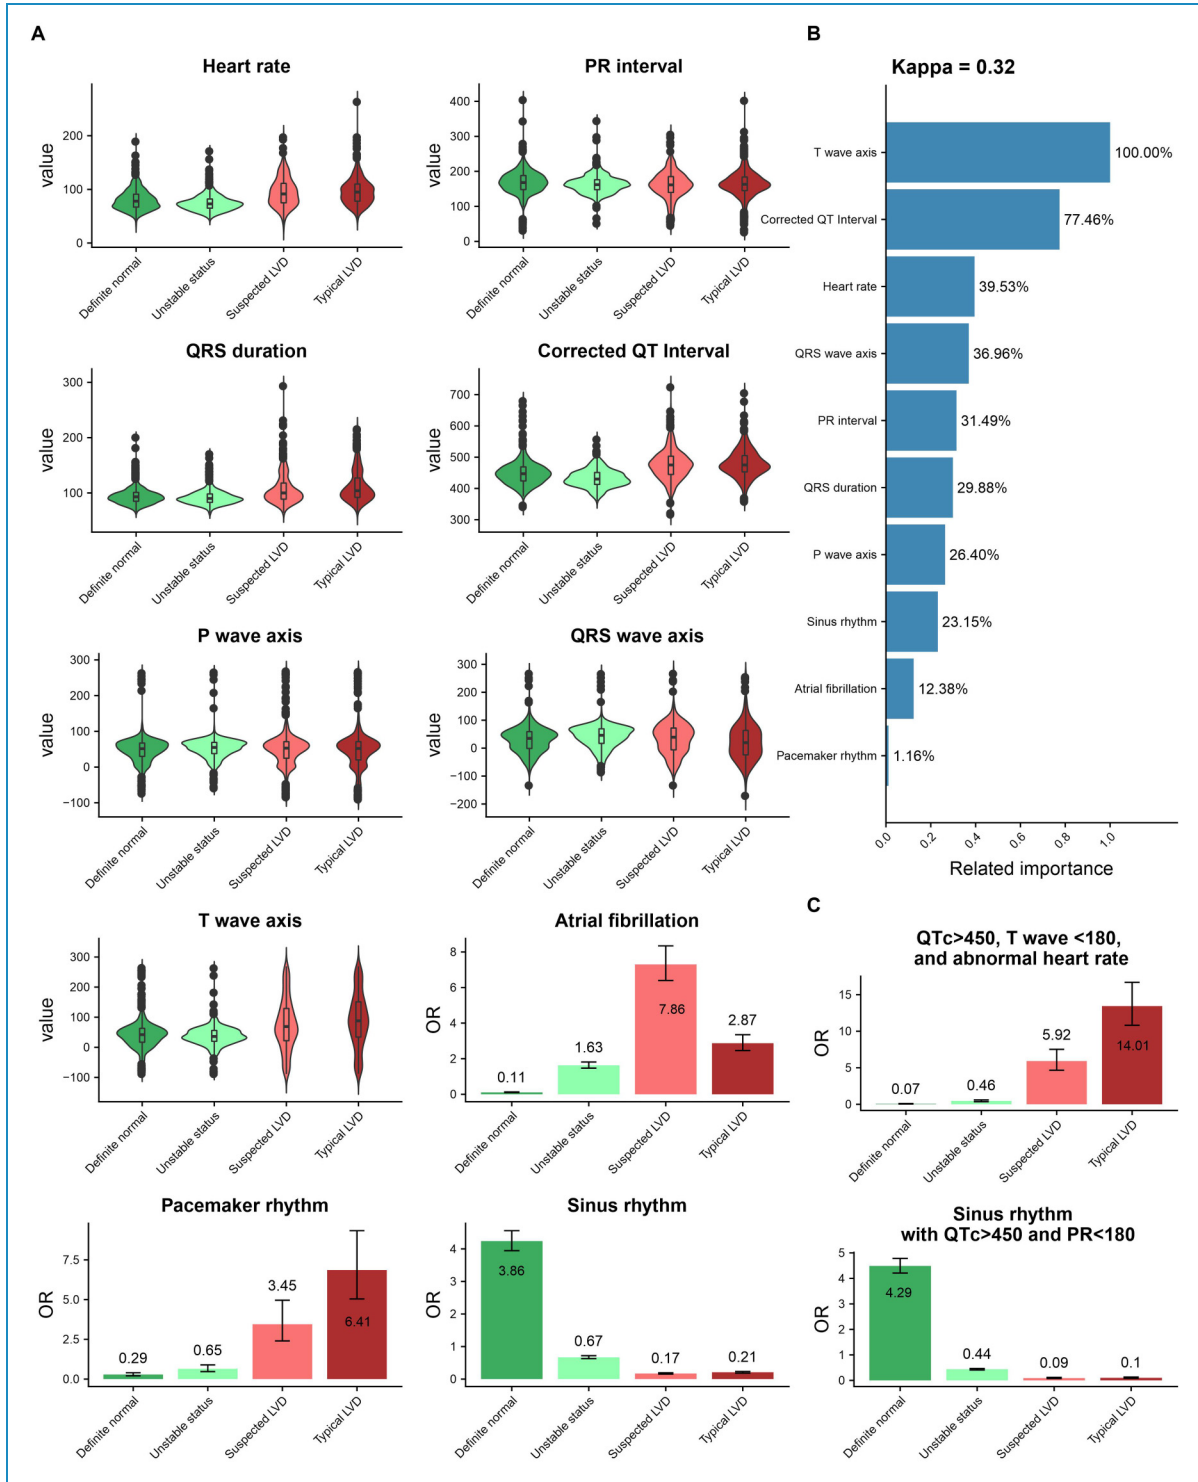 A
Heart rate
value
200
100
0
Definite normal
Unstable status
Suspected LVD
Typical LVD
PR interval
400
300
200
100
0
Definite normal
Unstable status
Suspected LVD
Typical LVD
QRS duration
value
300
200
100
Definite normal
Unstable status
Suspected LVD
Typical LVD
Corrected QT Interval
700
600
500
400
300
Definite normal
Unstable status
Suspected LVD
Typical LVD
P wave axis
value
300
200
100
0
−100
Definite normal
Unstable status
Suspected LVD
Typical LVD
QRS wave axis
value
300
200
100
0
−100
−200
Definite normal
Unstable status
Suspected LVD
Typical LVD
T wave axis
value
300
200
100
0
−100
Definite normal
Unstable status
Suspected LVD
Typical LVD
Atrial fibrillation
OR
8
6
4
2
0
0.11
1.63
7.86
2.87
Definite normal
Unstable status
Suspected LVD
Typical LVD
Pacemaker rhythm
OR
7.5
5.0
2.5
0.0
0.29
0.65
3.45
6.41
Definite normal
Unstable status
Suspected LVD
Typical LVD
Sinus rhythm
OR
4
3
2
1
0
3.86
0.67
0.17
0.21
Definite normal
Unstable status
Suspected LVD
Typical LVD
B
Kappa = 0.32
T wave axis 100.00%
Corrected QT Interval 77.46%
Heart rate 39.53%
QRS wave axis 36.96%
PR interval 31.49%
QRS duration 29.88%
P wave axis 26.40%
Sinus rhythm 23.15%
Atrial fibrillation 12.38%
Pacemaker rhythm 1.16%
0.0 0.2 0.4 0.6 0.8 1.0
Related importance
C
QTc>450, T wave <180,
and abnormal heart rate
OR
15
10
5
0
0.07
0.46
5.92
14.01
Definite normal
Unstable status
Suspected LVD
Typical LVD
Sinus rhythm
with QTc>450 and PR<180
OR
5
4
3
2
1
0
4.29
0.44
0.09
0.1
Definite normal
Unstable status
Suspected LVD
Typical LVD